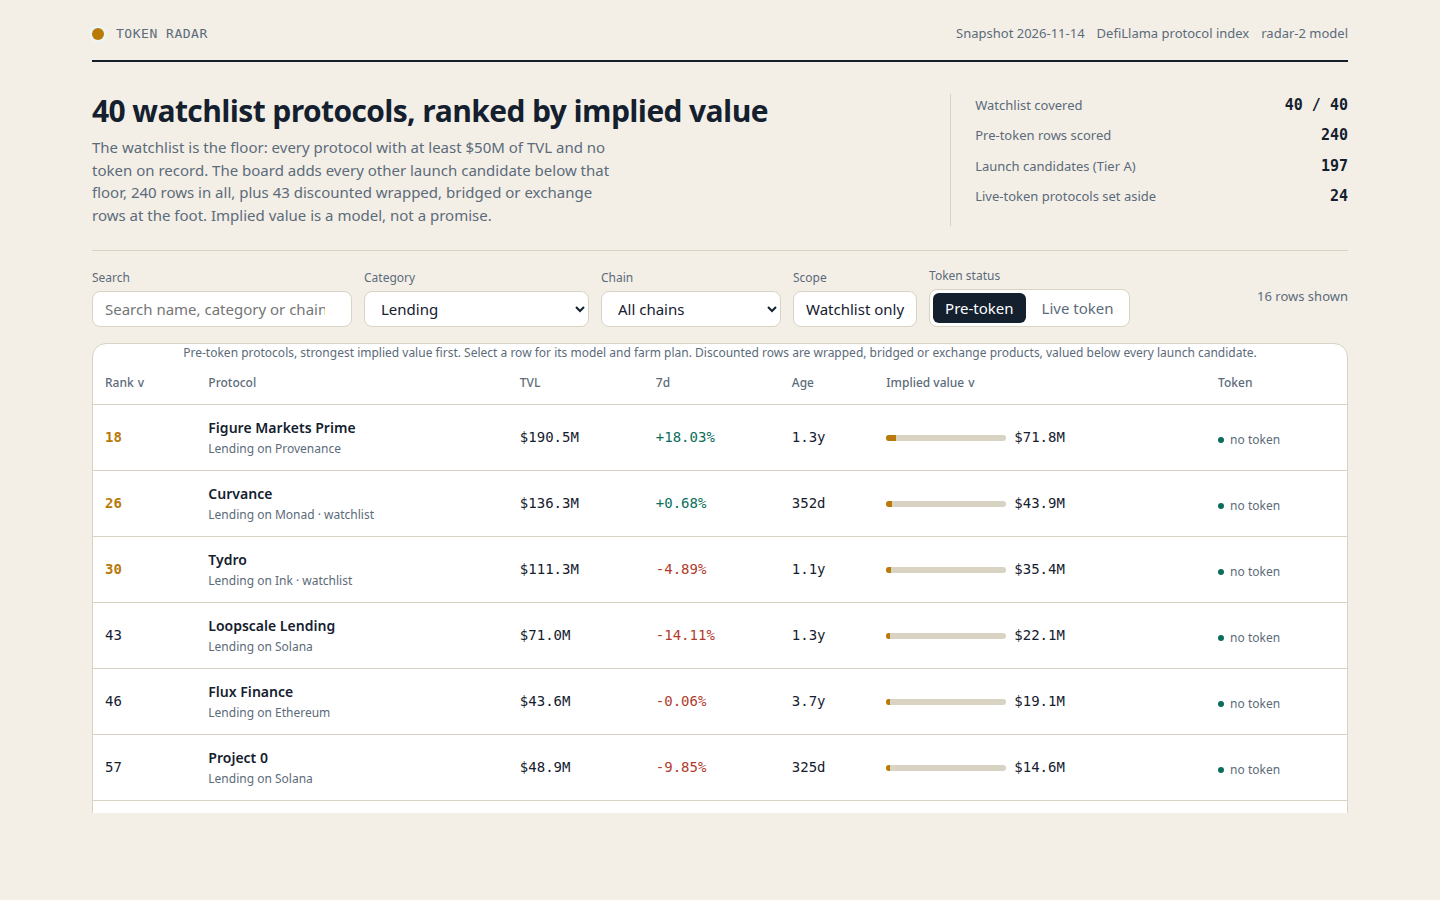 TOKEN RADAR
Snapshot 2026-11-14 DefiLlama protocol index radar-2 model
40 watchlist protocols, ranked by implied value
The watchlist is the floor: every protocol with at least $50M of TVL and no
token on record. The board adds every other launch candidate below that
floor, 240 rows in all, plus 43 discounted wrapped, bridged or exchange
rows at the foot. Implied value is a model, not a promise.
Watchlist covered 40 / 40
Pre-token rows scored 240
Launch candidates (Tier A) 197
Live-token protocols set aside 24
Search Category Chain Scope Token status
Search name, category or chain Lending All chains Watchlist only Pre-token Live token 16 rows shown
Pre-token protocols, strongest implied value first. Select a row for its model and farm plan. Discounted rows are wrapped, bridged or exchange products, valued below every launch candidate.
Rank v Protocol TVL 7d Age Implied value v Token
18 Figure Markets Prime $190.5M +18.03% 1.3y $71.8M no token
Lending on Provenance
26 Curvance $136.3M +0.68% 352d $43.9M no token
Lending on Monad · watchlist
30 Tydro $111.3M -4.89% 1.1y $35.4M no token
Lending on Ink · watchlist
43 Loopscale Lending $71.0M -14.11% 1.3y $22.1M no token
Lending on Solana
46 Flux Finance $43.6M -0.06% 3.7y $19.1M no token
Lending on Ethereum
57 Project 0 $48.9M -9.85% 325d $14.6M no token
Lending on Solana